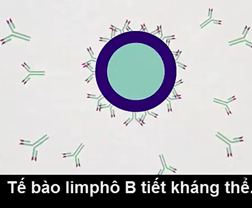 Tế bào limphô B tiết kháng thể.